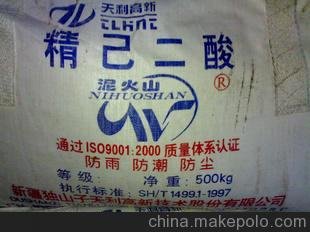 天利高新
TLHNC
精己二酸
泥火山
NIHUOSHAN
®
通过ISO9001:2000质量体系认证
防雨 防潮 防尘
等级: 净重:500kg
执行标准:SH/T1499.1-1997
新疆独山子天利高新技术股份有限公司
china.makepolo.com